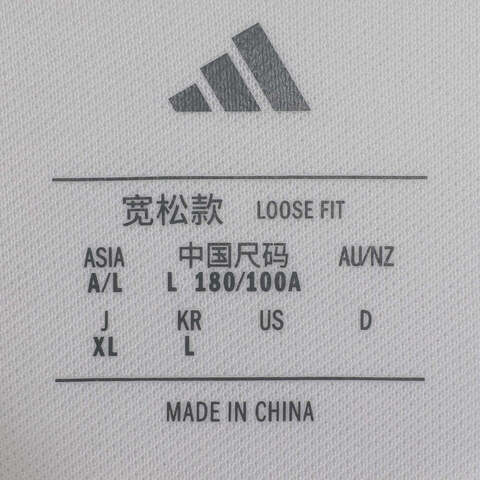 宽松款 LOOSE FIT
ASIA 中国尺码 AU/NZ
A/L L 180/100A
J KR US D
XL L
MADE IN CHINA